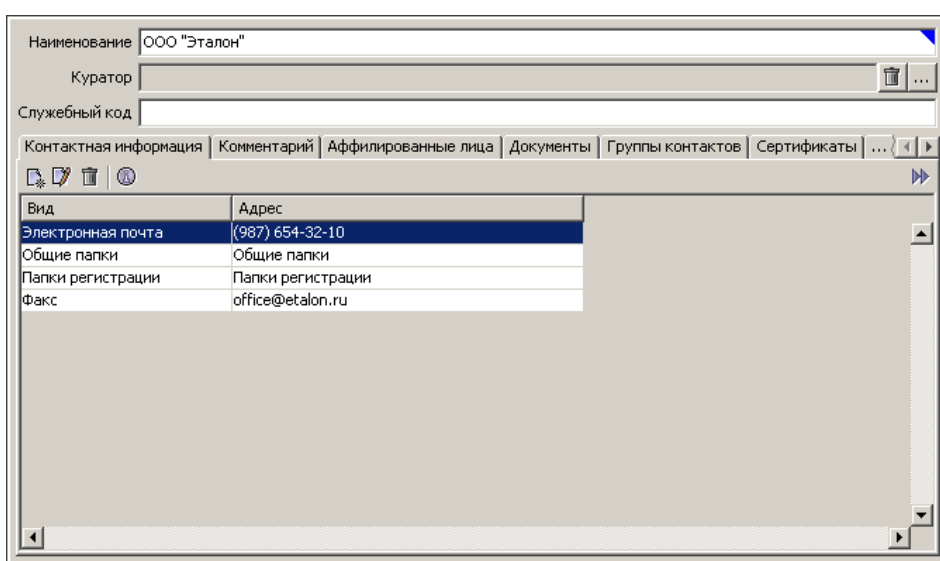 Наименование ООО "Эталон"
Куратор ...
Служебный код
Контактная информация Комментарий Аффилированные лица Документы Группы контактов Сертификаты ...
Вид Адрес
Электронная почта (987) 654-32-10
Общие папки Общие папки
Папки регистрации Папки регистрации
Факс office@etalon.ru